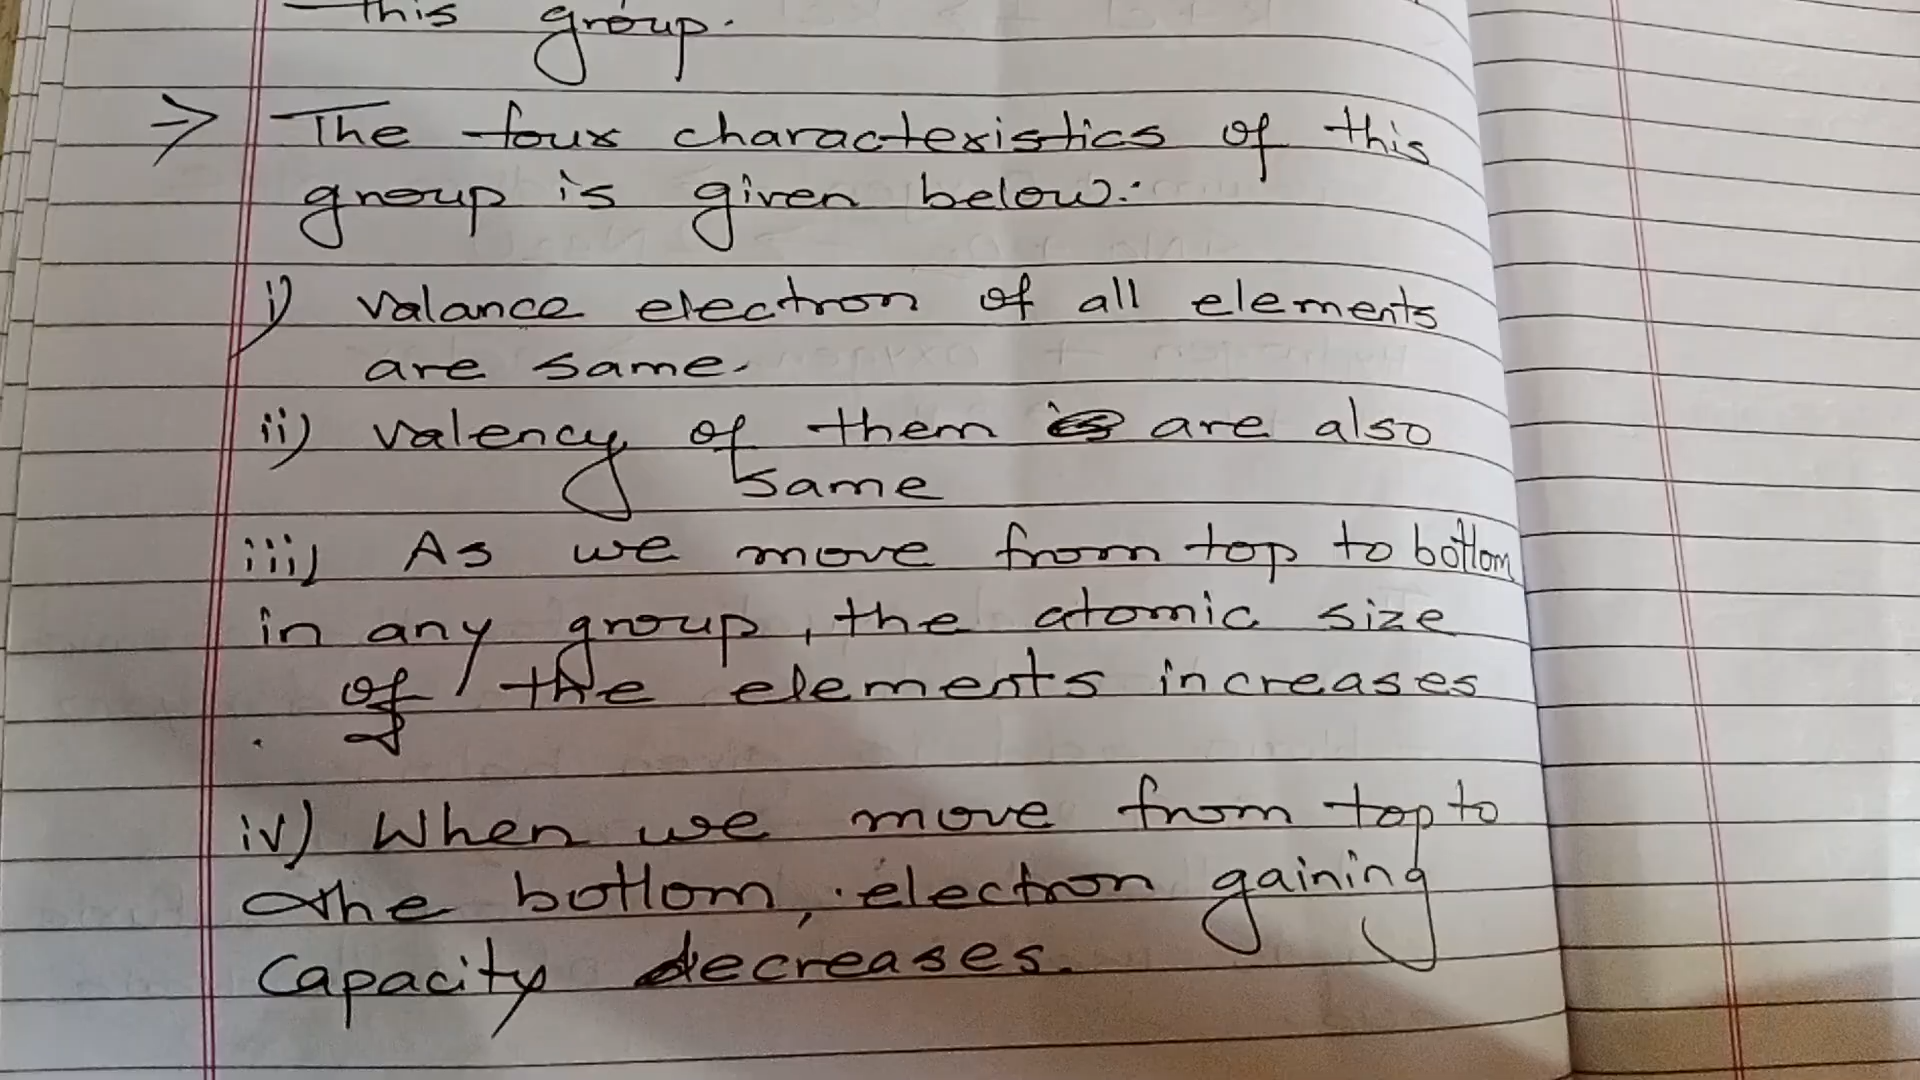 this group.
⇒ The four characteristics of this
group is given below:
i) Valance electron of all elements
are same.
ii) Valency of them are also
same
iii) As we move from top to bottom
in any group, the atomic size
of the elements increases
iv) When we move from top to
the bottom, electron gaining
capacity decreases.